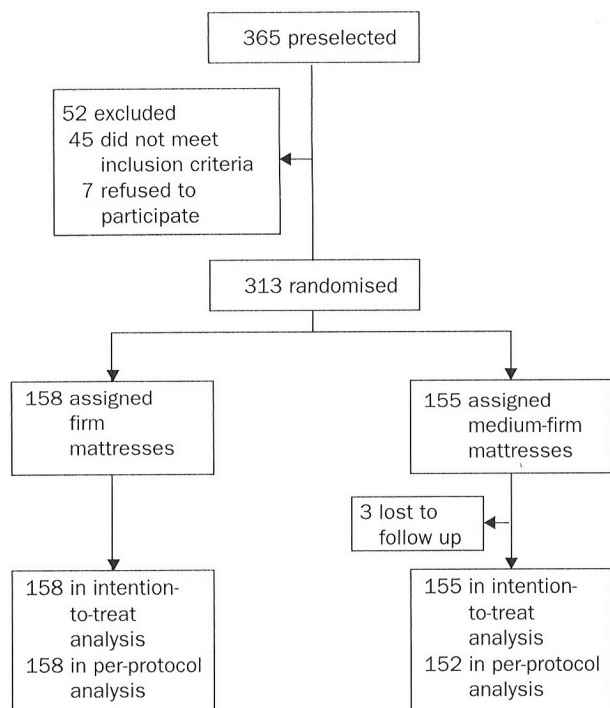 365 preselected
52 excluded
45 did not meet
inclusion criteria
7 refused to
participate
313 randomised
158 assigned
firm
mattresses
155 assigned
medium-firm
mattresses
3 lost to
follow up
158 in intention-
to-treat
analysis
158 in per-protocol
analysis
155 in intention-
to-treat
analysis
152 in per-protocol
analysis